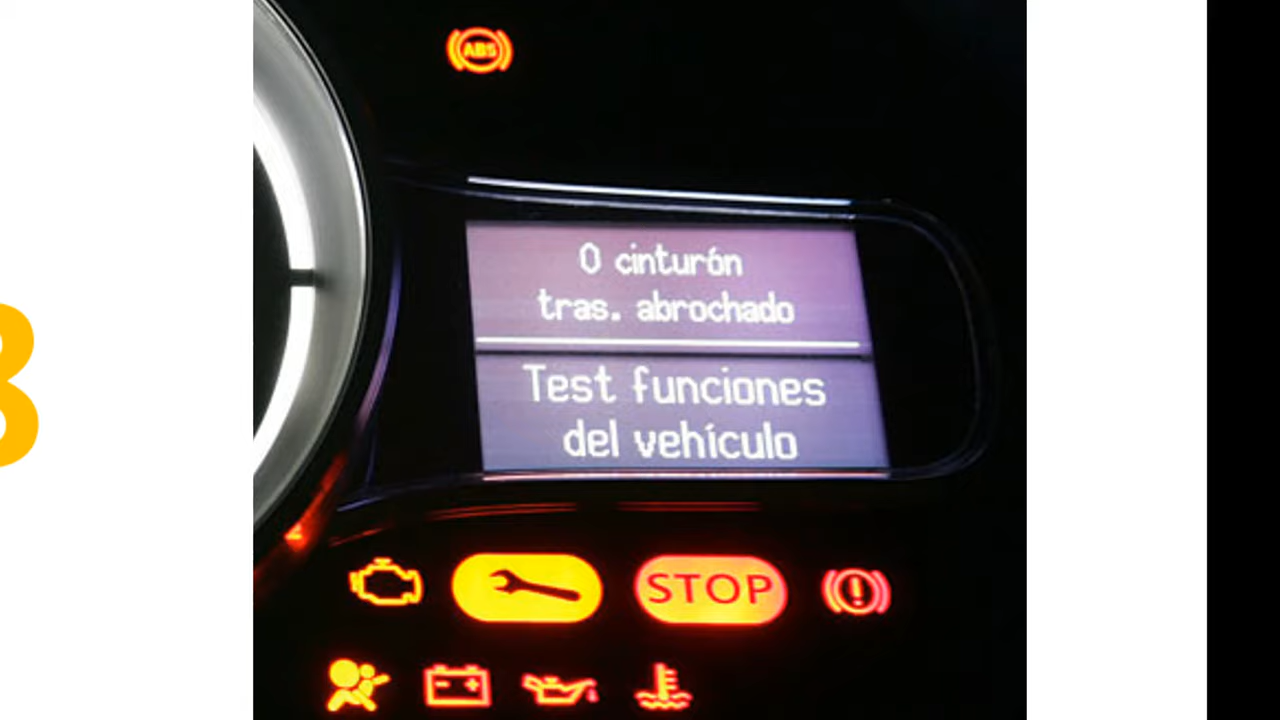 ABS
0 cinturón
tras. abrochado
Test funciones
del vehículo
STOP